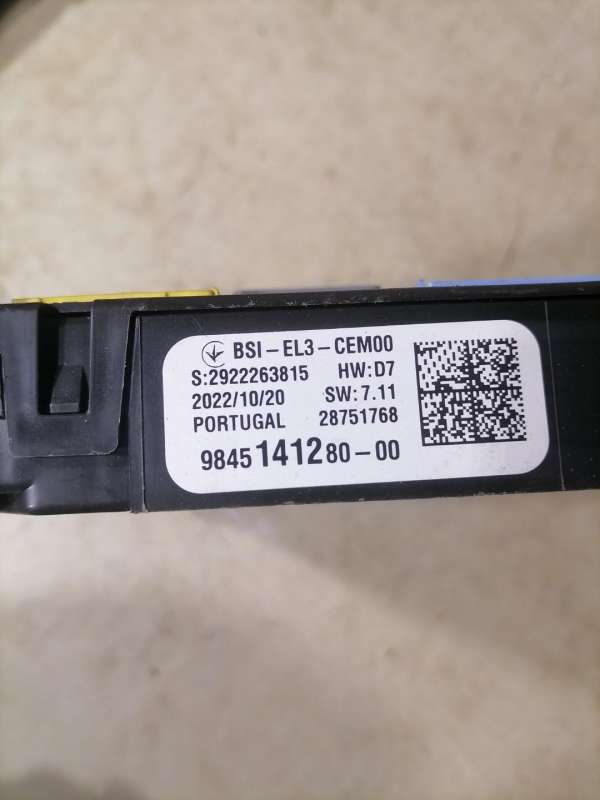 BSI-EL3-CEM00
S:2922263815 HW:D7
2022/10/20 SW:7.11
PORTUGAL 28751768
9845141280-00